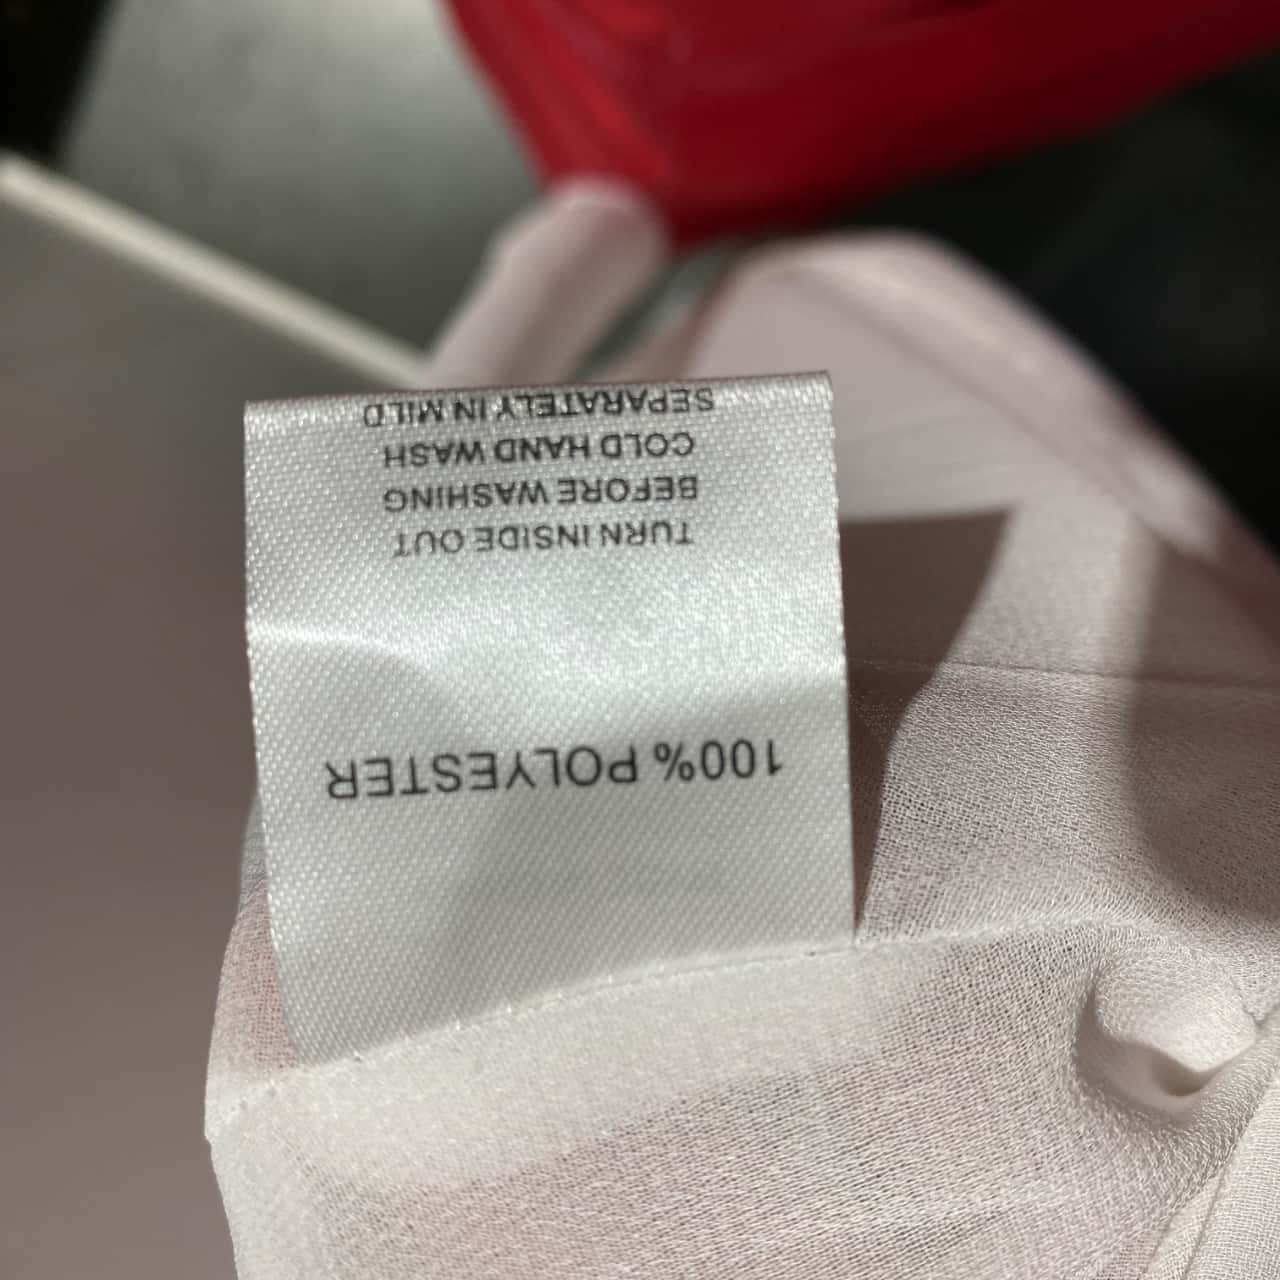 100% POLYESTER
TURN INSIDE OUT
BEFORE WASHING
COLD HAND WASH
SEPARATELY IN MILD